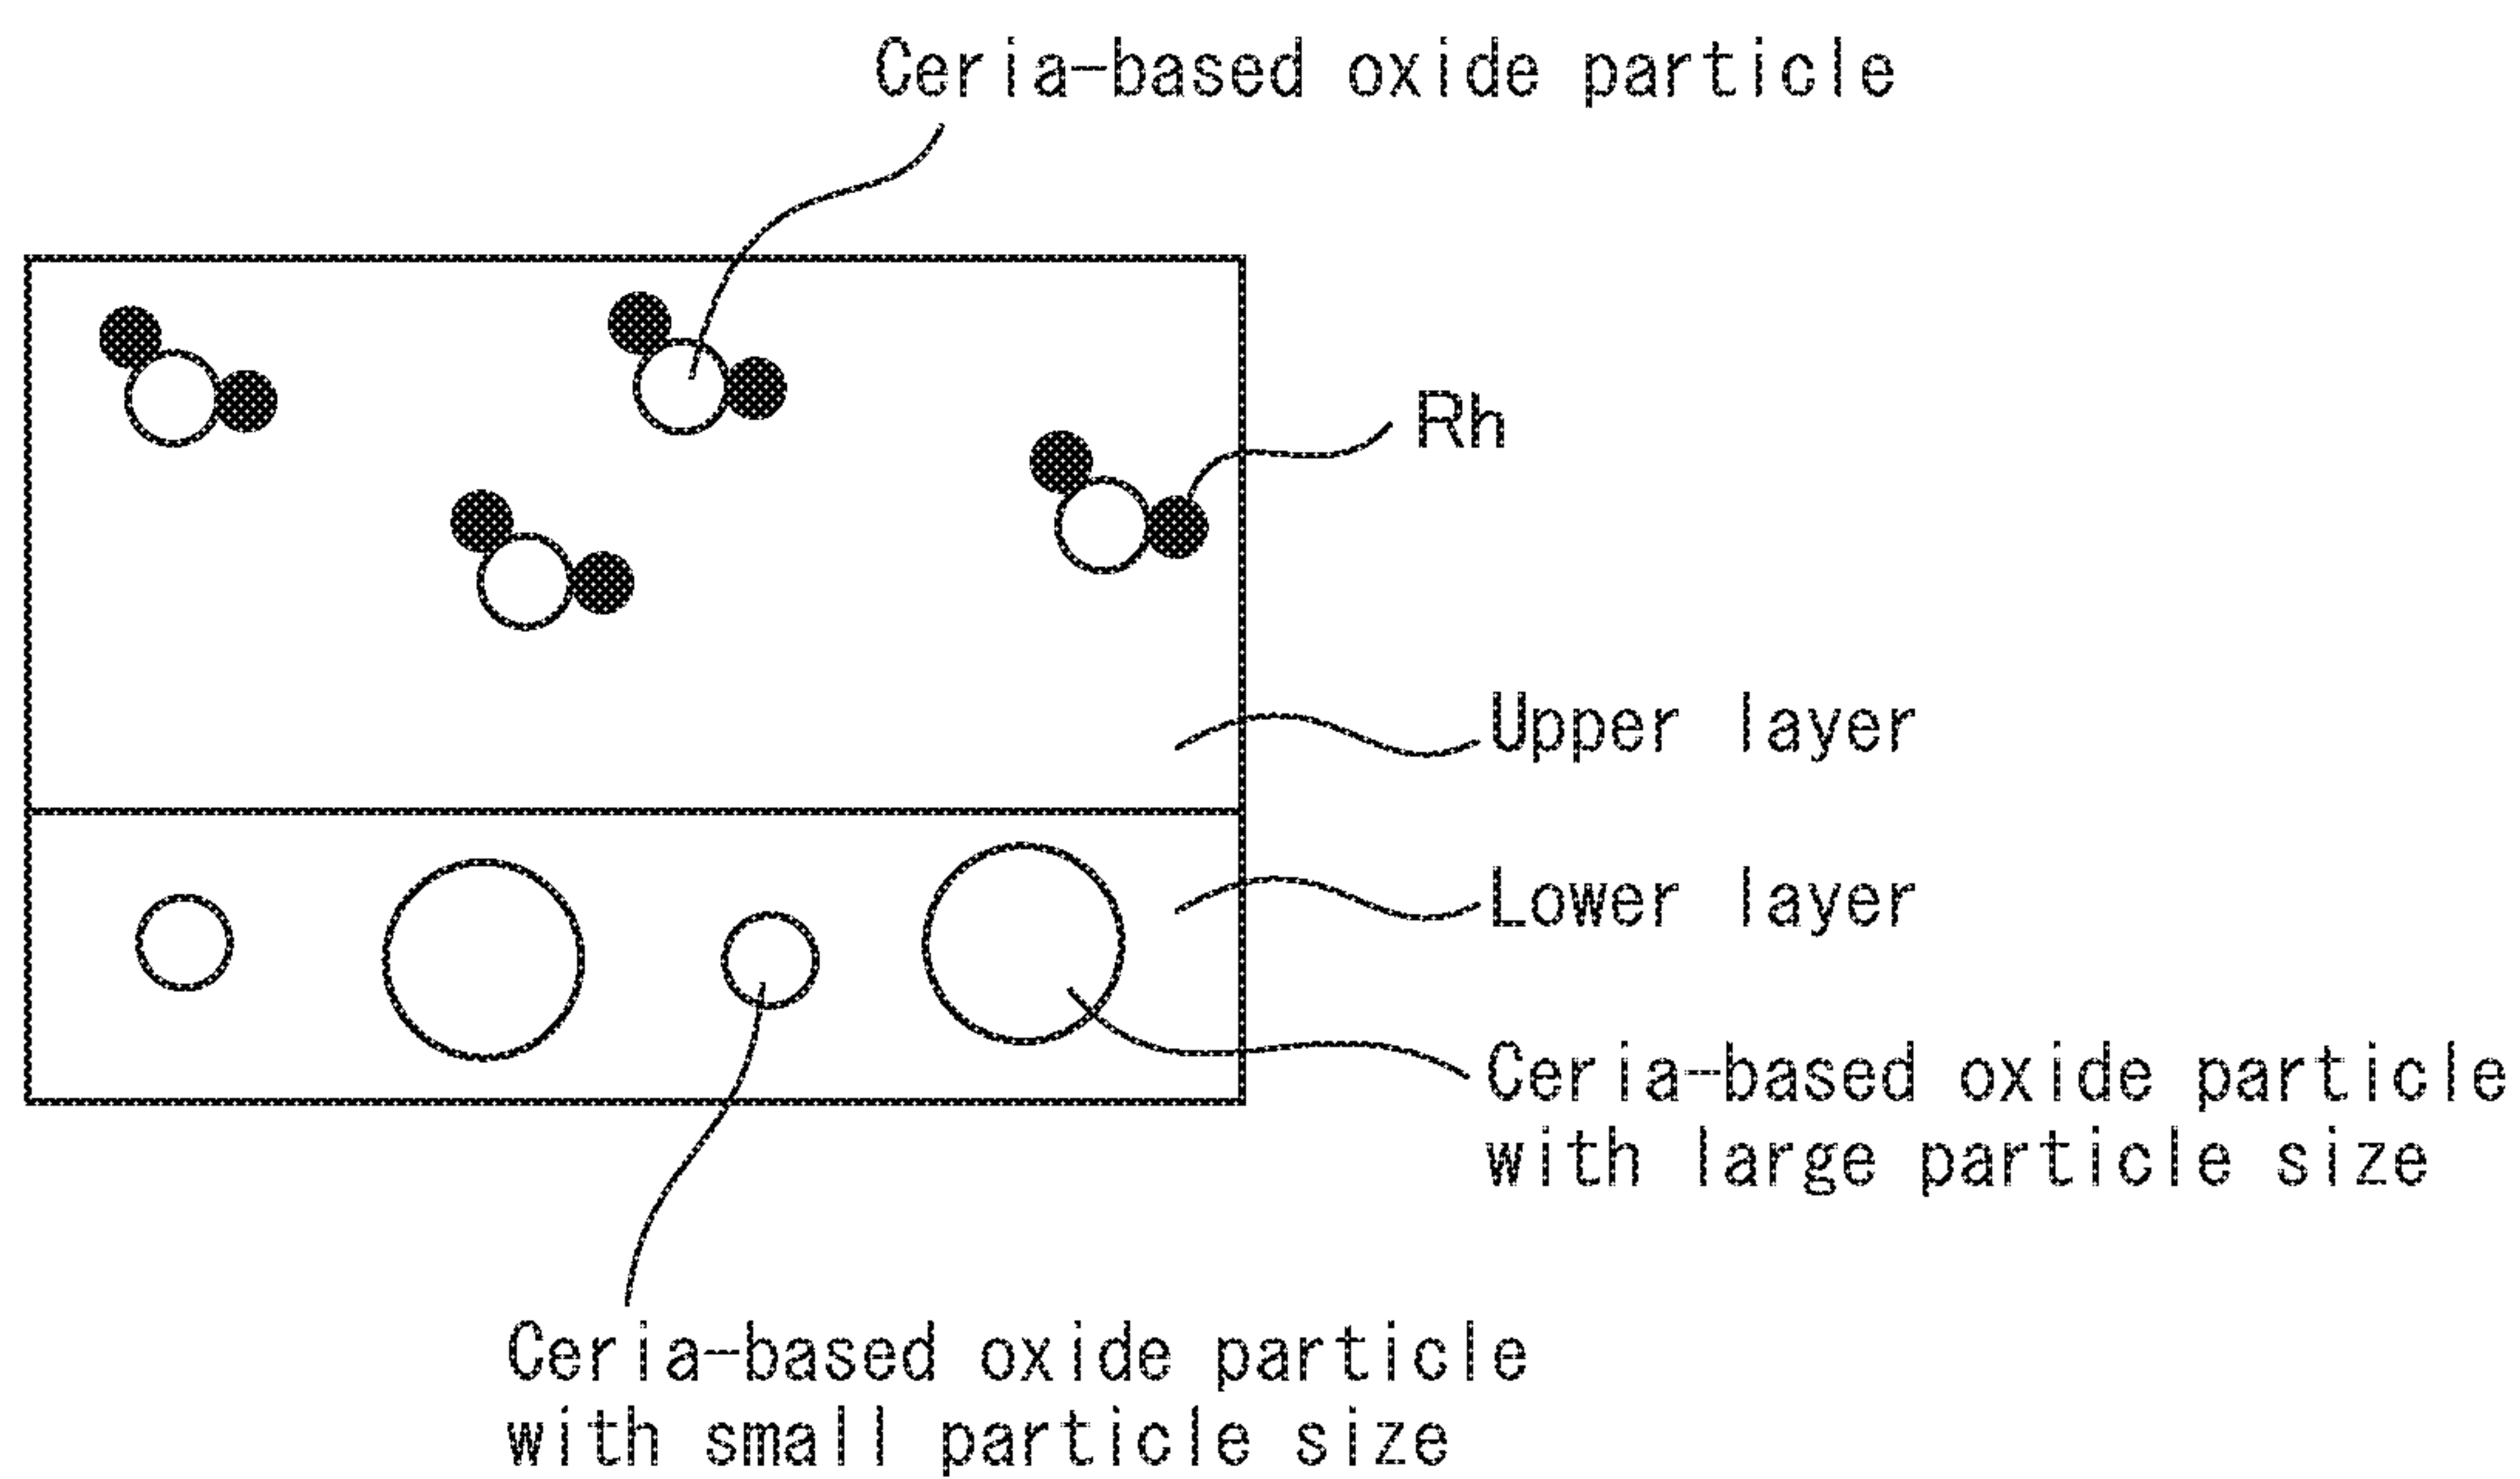 Ceria-based oxide particle
Rh
Upper layer
Lower layer
Ceria-based oxide particle
with large particle size
Ceria-based oxide particle
with small particle size